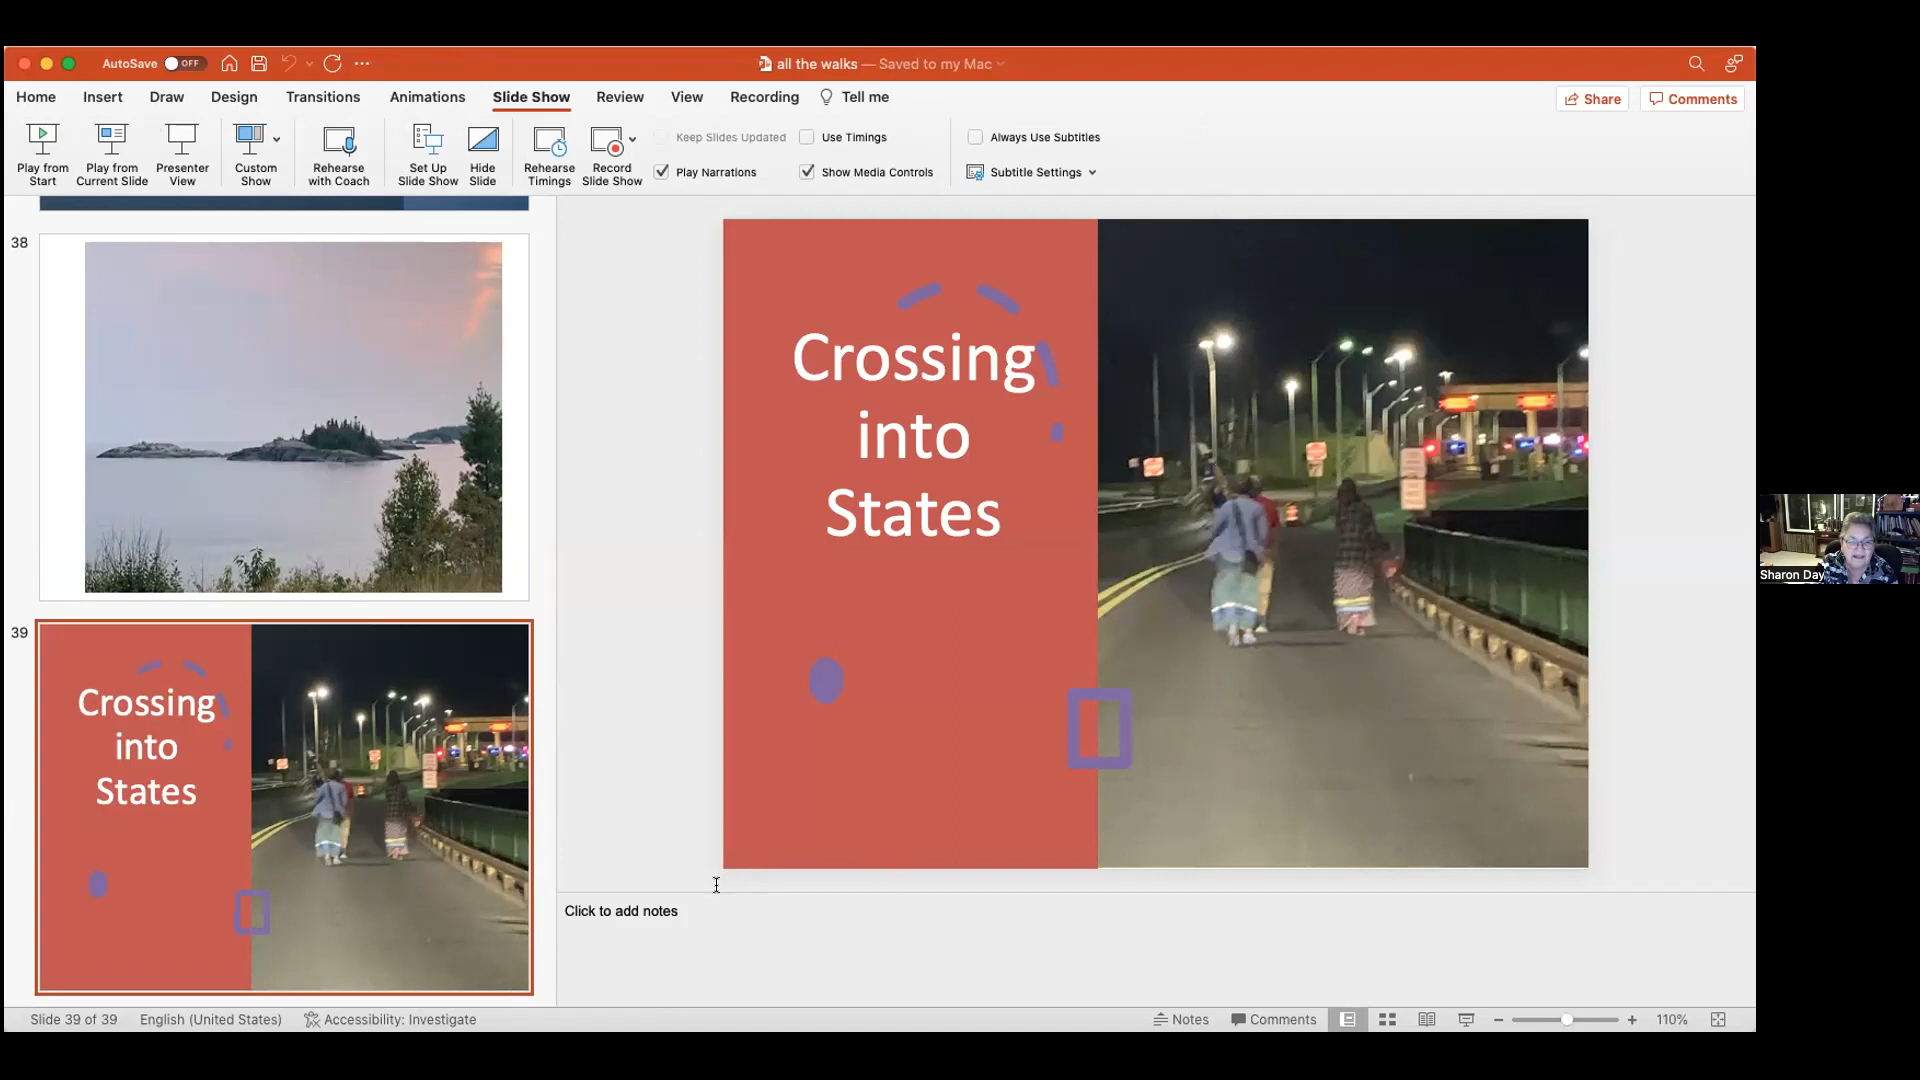 AutoSave OFF
all the walks — Saved to my Mac
Home Insert Draw Design Transitions Animations Slide Show Review View Recording Tell me
Share Comments
Play from Start
Play from Current Slide
Presenter View
Custom Show
Rehearse with Coach
Set Up Slide Show
Hide Slide
Rehearse Timings
Record Slide Show
Keep Slides Updated
Use Timings
Play Narrations
Show Media Controls
Always Use Subtitles
Subtitle Settings
38
39
Crossing
into
States
Crossing
into
States
Sharon Day
Click to add notes
Slide 39 of 39 English (United States) Accessibility: Investigate
Notes Comments 110%